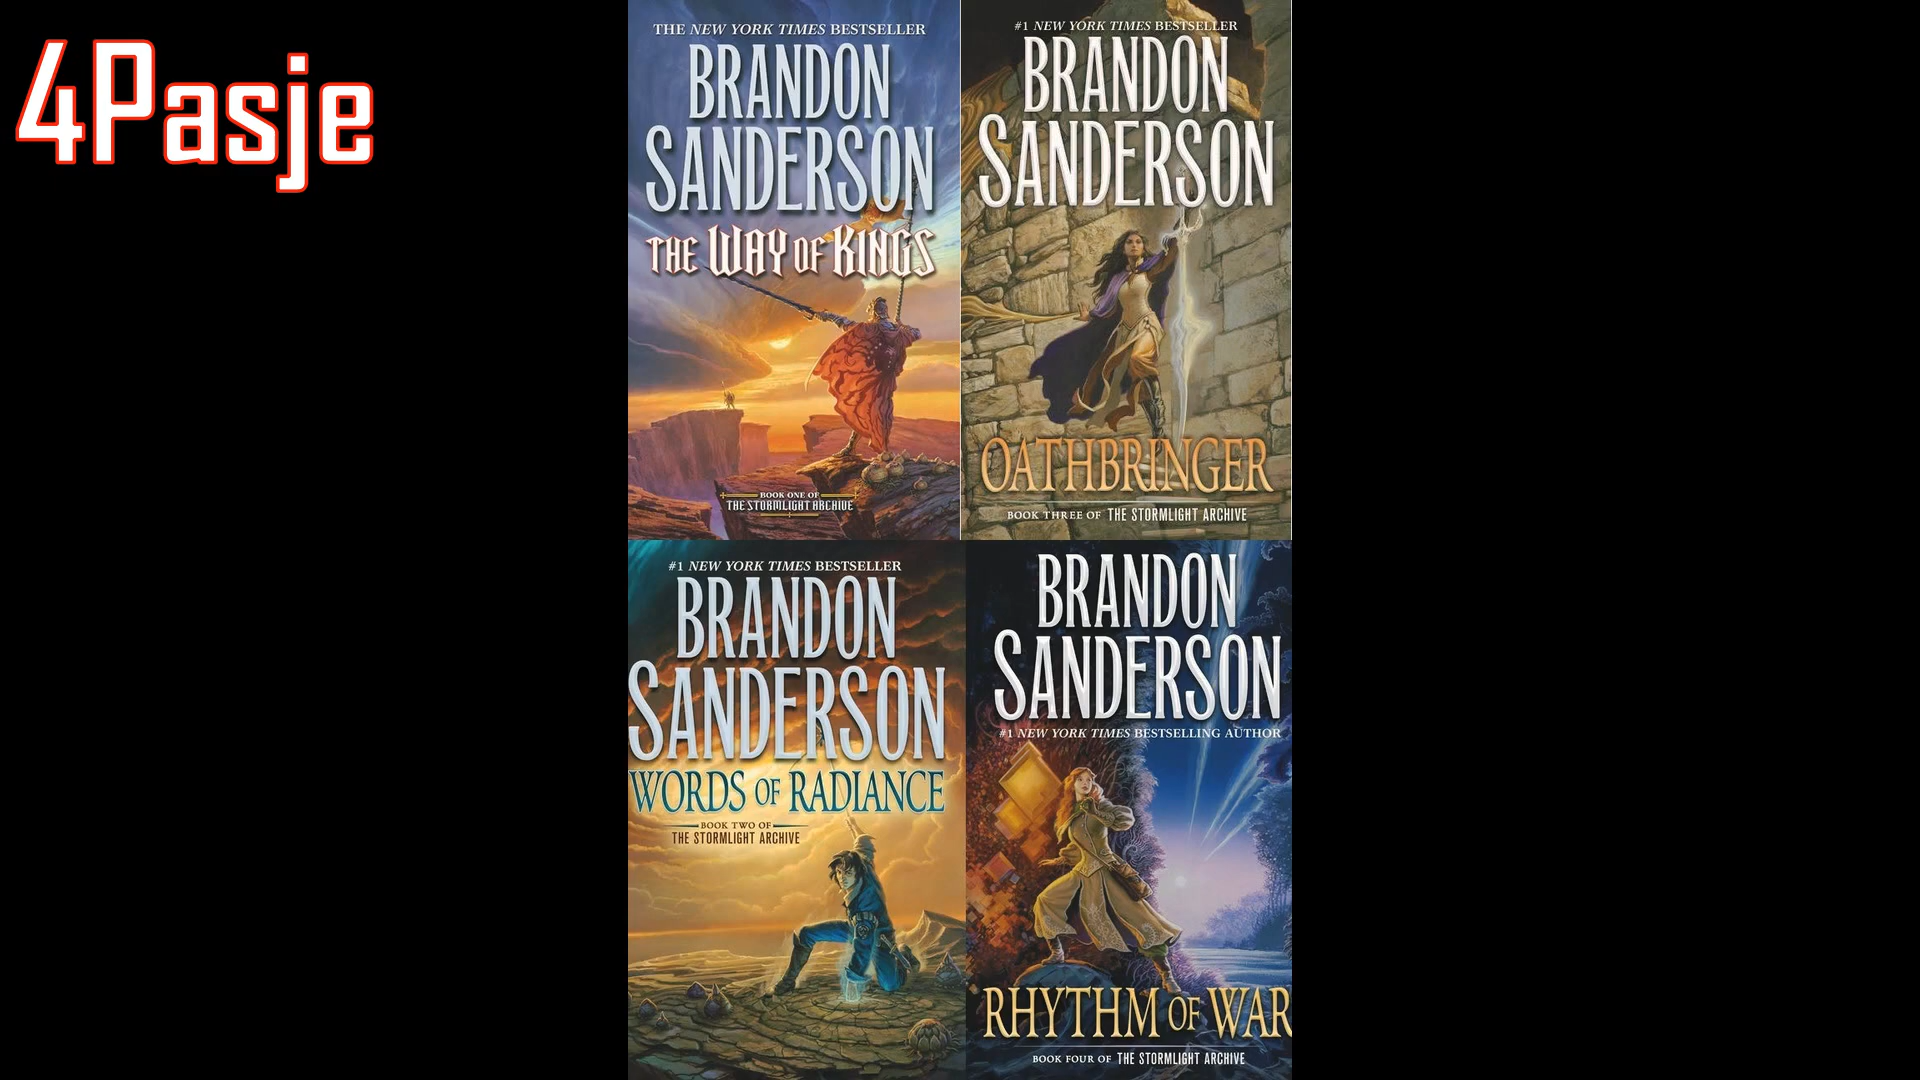 4Pasje
THE NEW YORK TIMES BESTSELLER
BRANDON
SANDERSON
THE WAY OF KINGS
BOOK ONE OF
THE STORMLIGHT ARCHIVE
#1 NEW YORK TIMES BESTSELLER
BRANDON
SANDERSON
OATHBRINGER
BOOK THREE OF THE STORMLIGHT ARCHIVE
#1 NEW YORK TIMES BESTSELLER
BRANDON
SANDERSON
WORDS OF RADIANCE
BOOK TWO OF
THE STORMLIGHT ARCHIVE
BRANDON
SANDERSON
#1 NEW YORK TIMES BESTSELLING AUTHOR
RHYTHM OF WAR
BOOK FOUR OF THE STORMLIGHT ARCHIVE